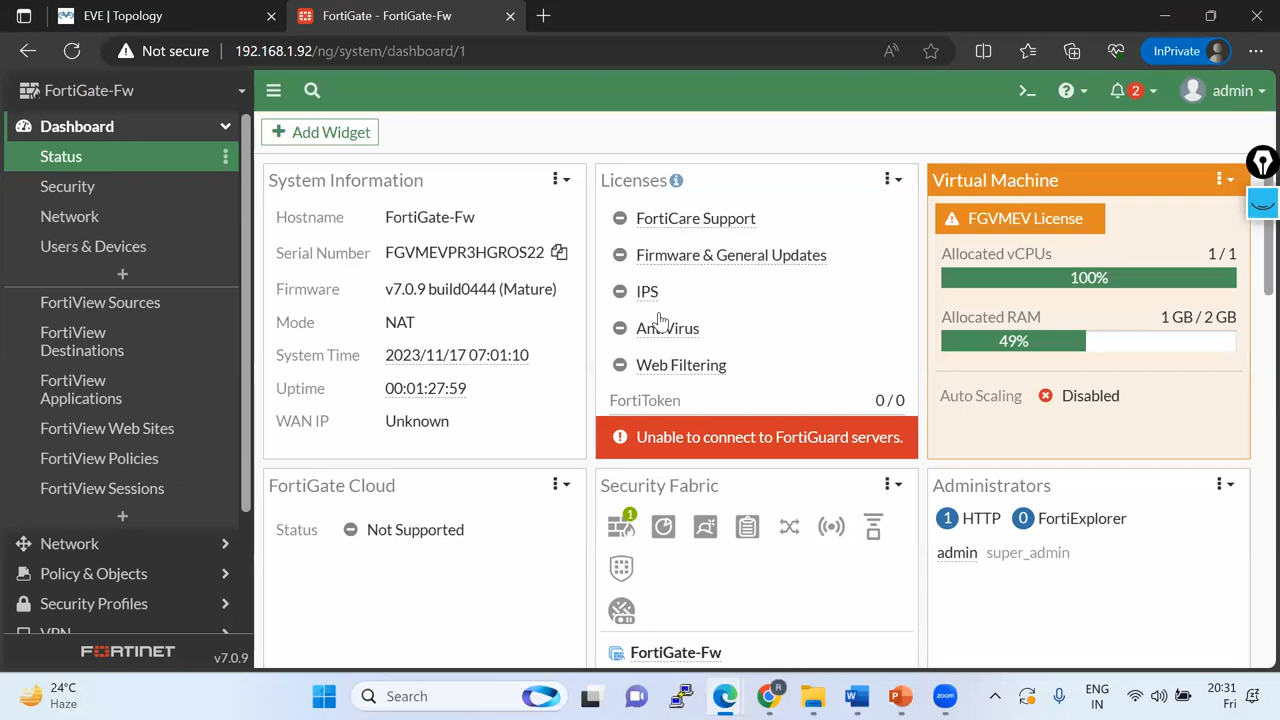 EVE | Topology
FortiGate - FortiGate-Fw
Not secure
192.168.1.92/ng/system/dashboard/1
InPrivate
FortiGate-Fw
2
admin
Dashboard
Status
Security
Network
Users & Devices
FortiView Sources
FortiView
Destinations
FortiView
Applications
FortiView Web Sites
FortiView Policies
FortiView Sessions
Network
Policy & Objects
Security Profiles
VPN
FORTINET
v7.0.9
Add Widget
System Information
Hostname FortiGate-Fw
Serial Number FGVMEVPR3HGROS22
Firmware v7.0.9 build0444 (Mature)
Mode NAT
System Time 2023/11/17 07:01:10
Uptime 00:01:27:59
WAN IP Unknown
Licenses
FortiCare Support
Firmware & General Updates
IPS
AntiVirus
Web Filtering
FortiToken 0 / 0
Unable to connect to FortiGuard servers.
Virtual Machine
FGVMEV License
Allocated vCPUs 1 / 1
100%
Allocated RAM 1 GB / 2 GB
49%
Auto Scaling Disabled
FortiGate Cloud
Status Not Supported
Security Fabric
1
FortiGate-Fw
Administrators
1 HTTP 0 FortiExplorer
admin super_admin
24°C
Haze
Search
R
zoom
ENG
IN
20:31
Fri